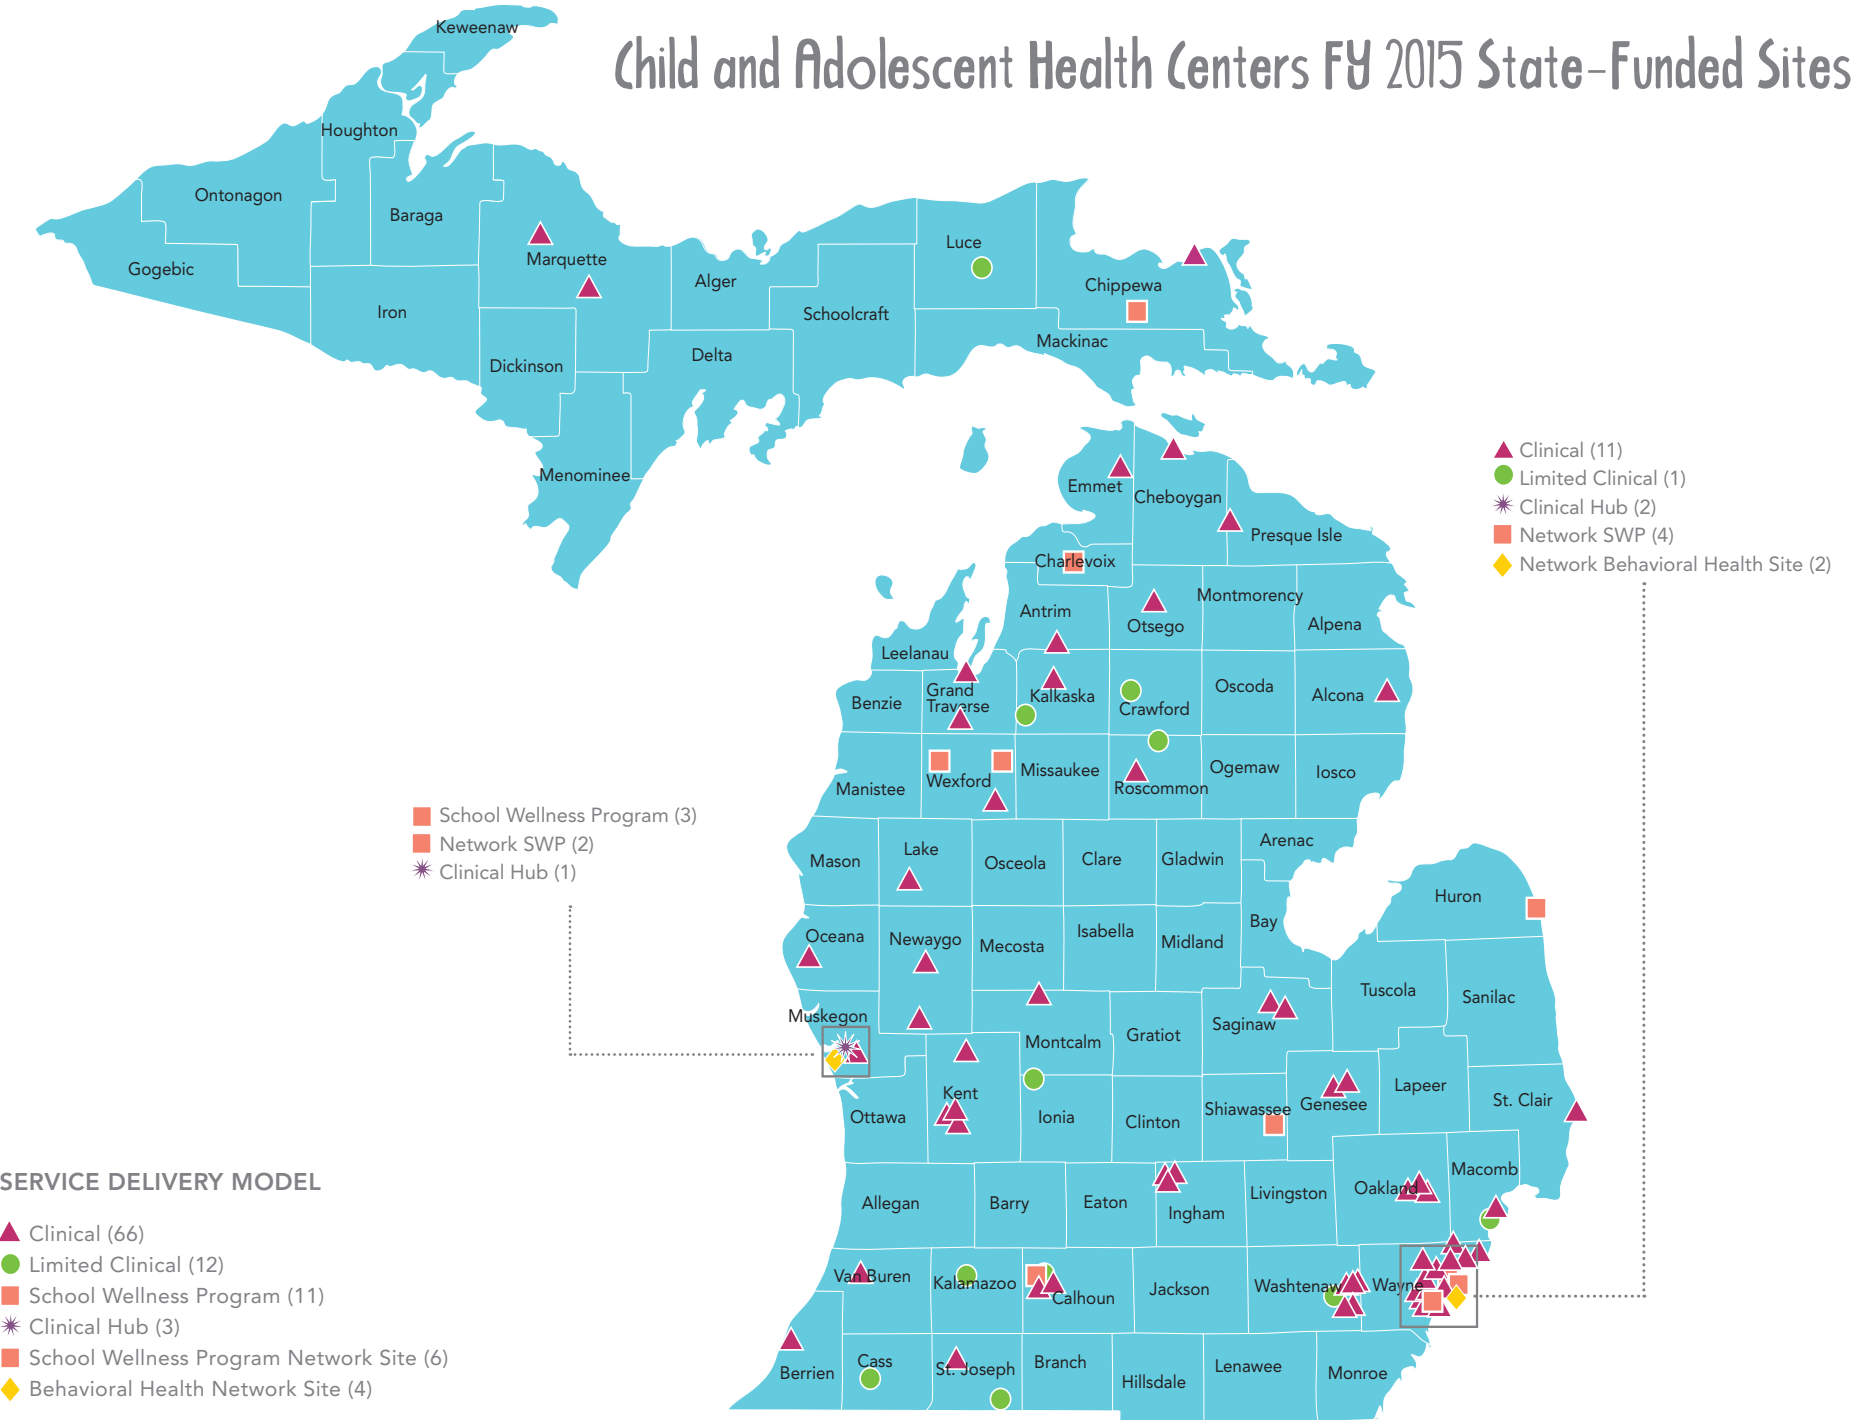 Child and Adolescent Health Centers FY 2015 State-Funded Sites
Keweenaw
Houghton
Ontonagon
Baraga
Gogebic
Marquette
Iron
Dickinson
Menominee
Alger
Delta
Schoolcraft
Luce
Chippewa
Mackinac
Clinical (11)
Limited Clinical (1)
Clinical Hub (2)
Network SWP (4)
Network Behavioral Health Site (2)
Emmet
Cheboygan
Presque Isle
Charlevoix
Antrim
Otsego
Montmorency
Alpena
Leelanau
Benzie
Grand
Traverse
Kalkaska
Crawford
Oscoda
Alcona
Manistee
Wexford
Missaukee
Roscommon
Ogemaw
Iosco
School Wellness Program (3)
Network SWP (2)
Clinical Hub (1)
Mason
Lake
Osceola
Clare
Gladwin
Arenac
Huron
Oceana
Newaygo
Mecosta
Isabella
Midland
Bay
Tuscola
Sanilac
Muskegon
Montcalm
Gratiot
Saginaw
Ottawa
Kent
Ionia
Clinton
Shiawassee
Genesee
Lapeer
St. Clair
Allegan
Barry
Eaton
Ingham
Livingston
Oakland
Macomb
Van Buren
Kalamazoo
Calhoun
Jackson
Washtenaw
Wayne
Berrien
Cass
St. Joseph
Branch
Hillsdale
Lenawee
Monroe
SERVICE DELIVERY MODEL
Clinical (66)
Limited Clinical (12)
School Wellness Program (11)
Clinical Hub (3)
School Wellness Program Network Site (6)
Behavioral Health Network Site (4)